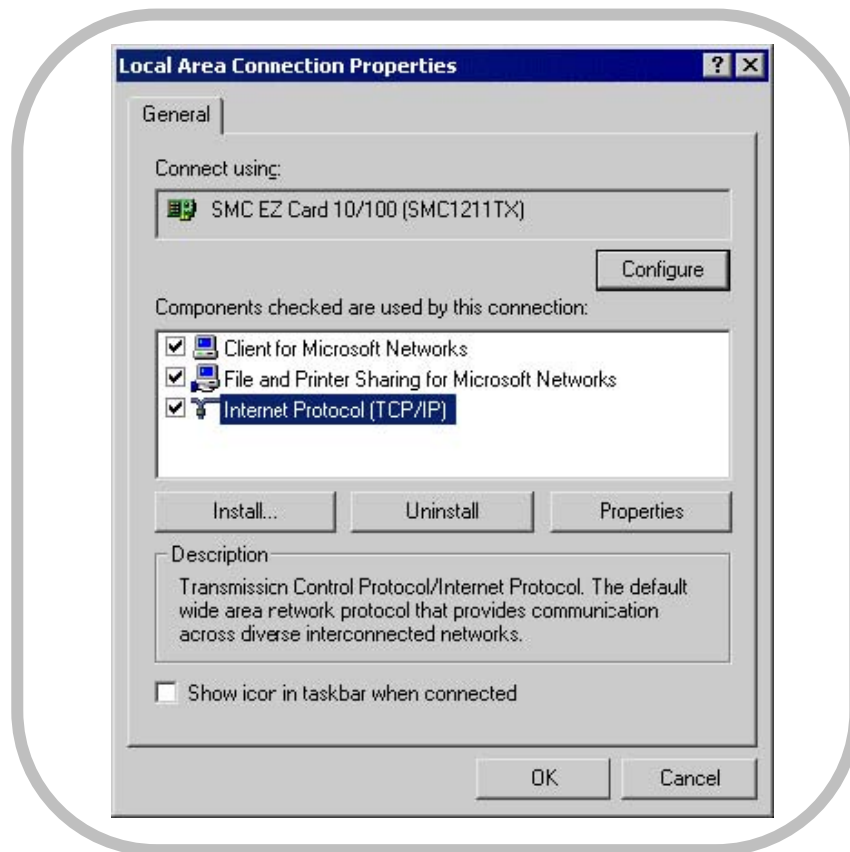 Local Area Connection Properties
General
Connect using:
SMC EZ Card 10/100 (SMC1211TX)
Configure
Components checked are used by this connection:
Client for Microsoft Networks
File and Printer Sharing for Microsoft Networks
Internet Protocol (TCP/IP)
Install... Uninstall Properties
Description
Transmission Control Protocol/Internet Protocol. The default
wide area network protocol that provides communication
across diverse interconnected networks.
Show icon in taskbar when connected
OK Cancel